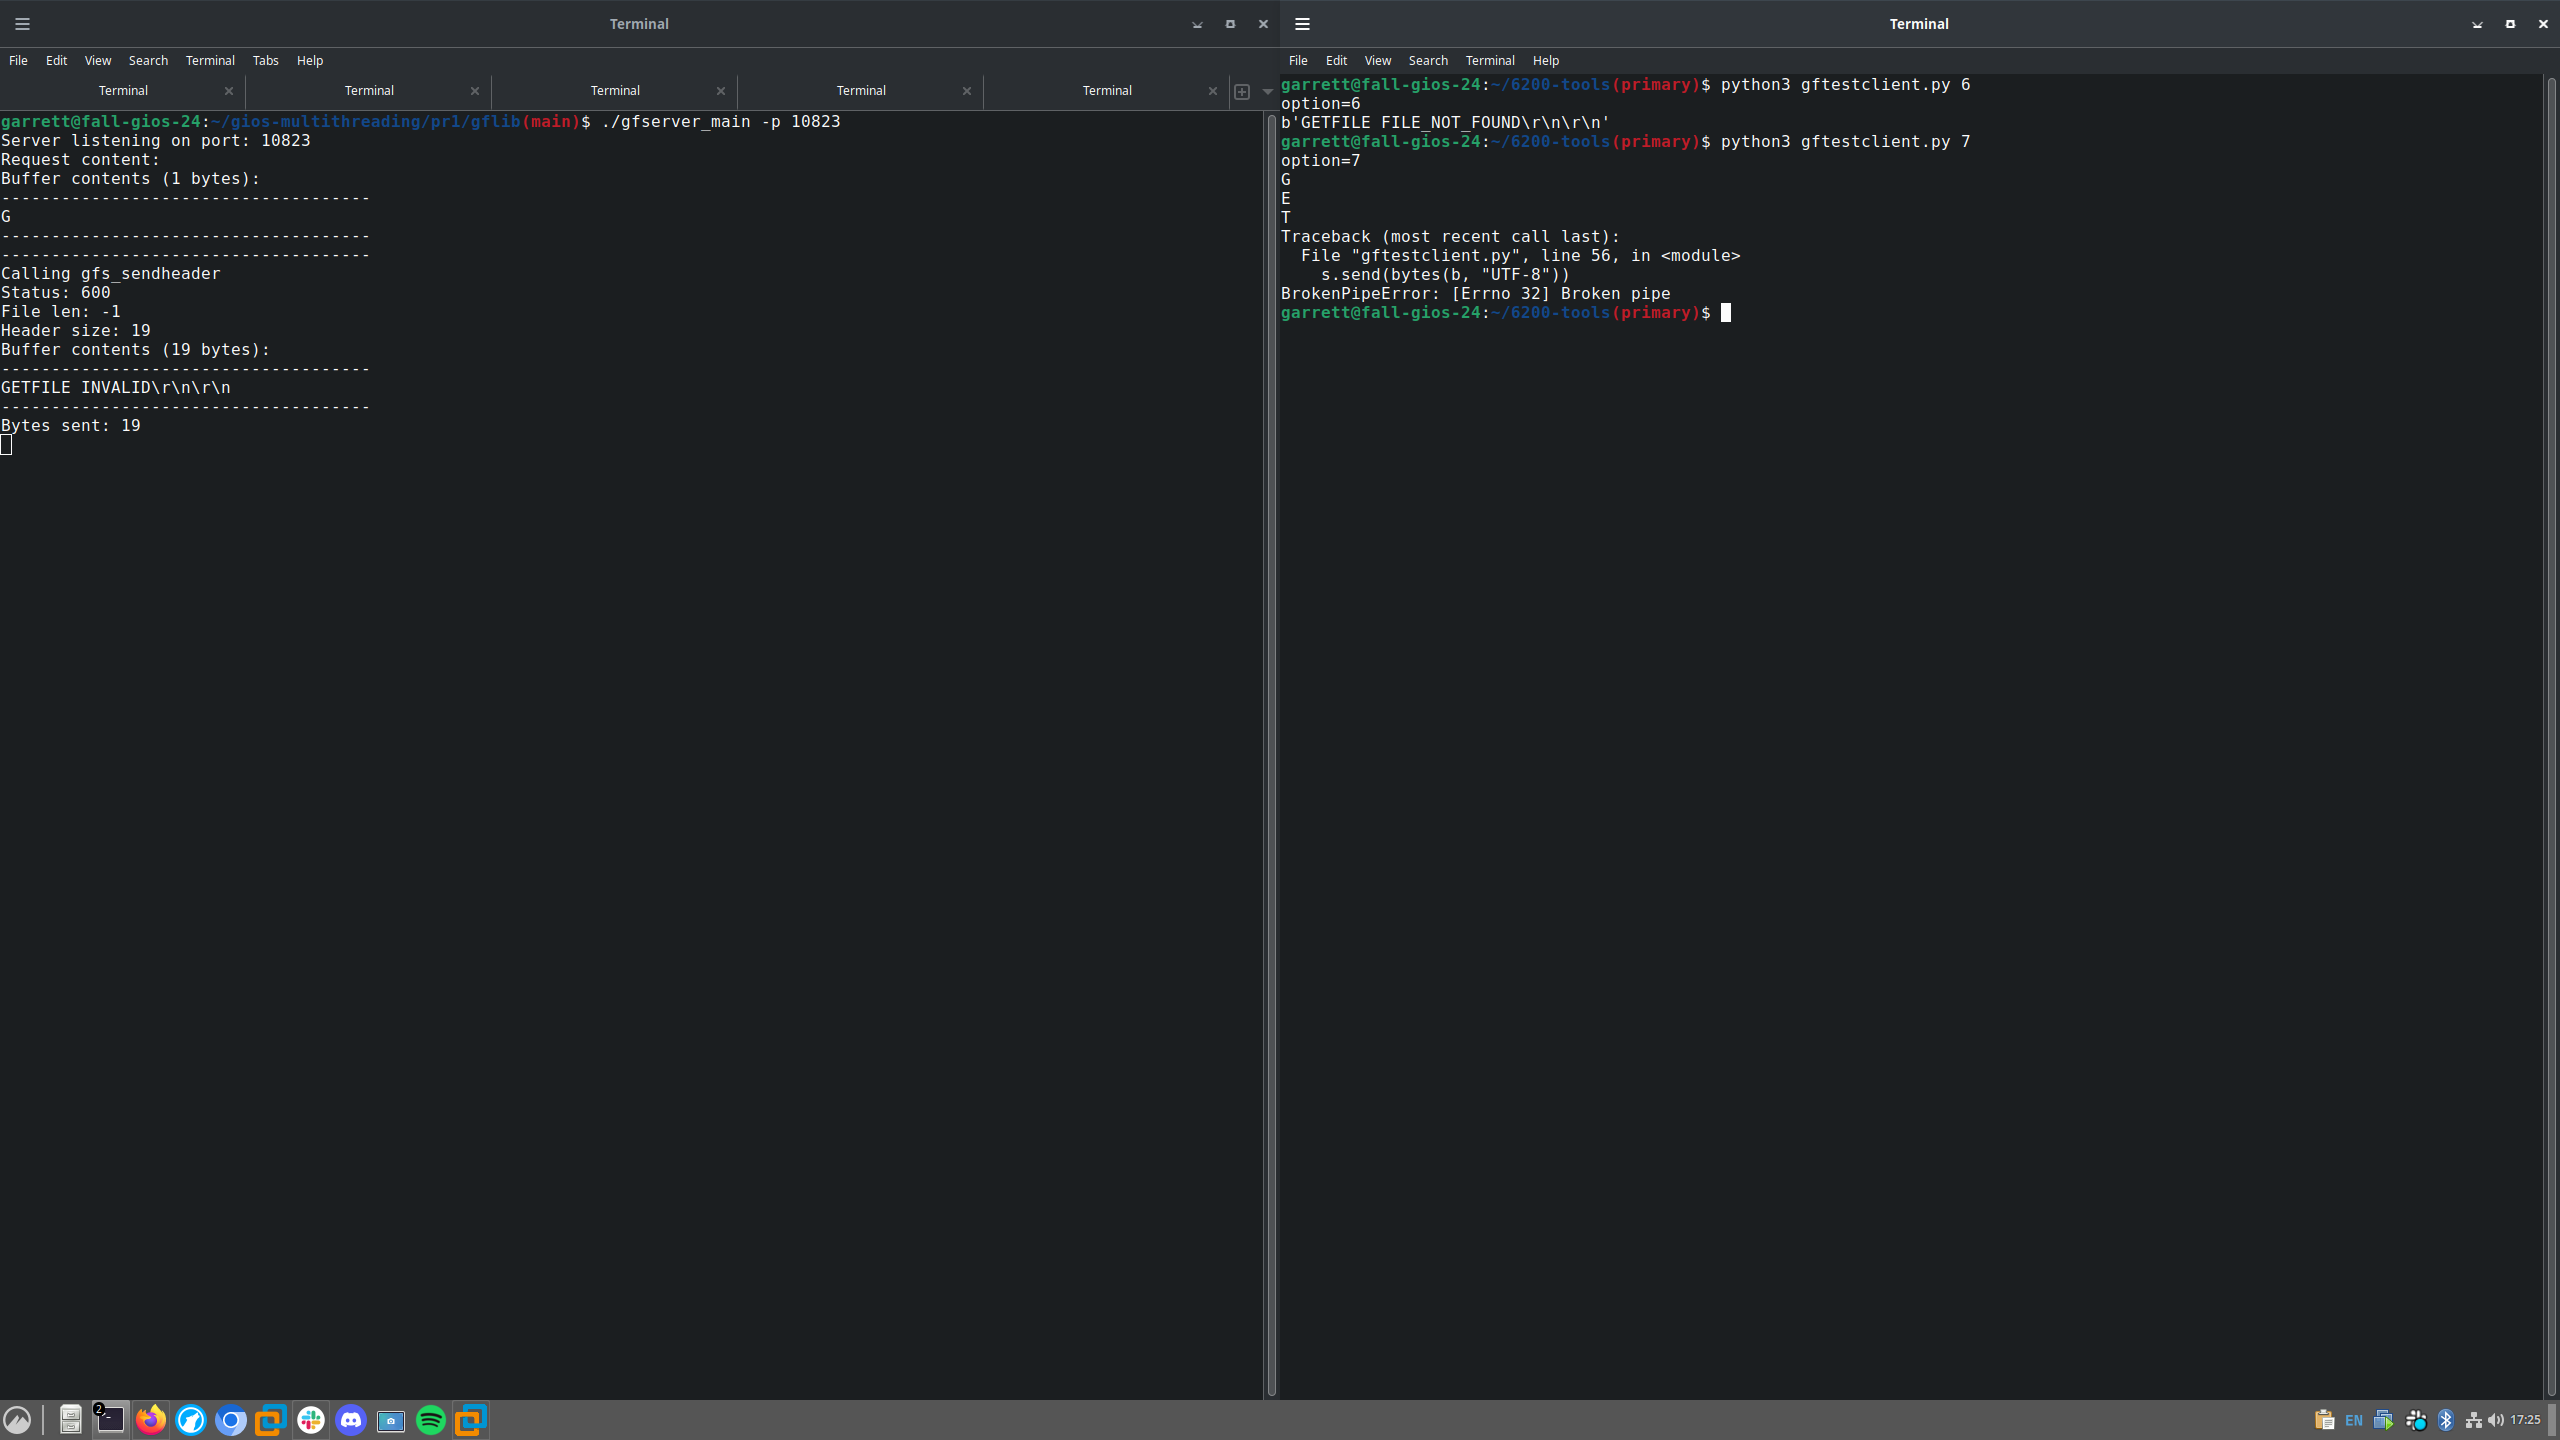 Terminal
File Edit View Search Terminal Tabs Help
Terminal Terminal Terminal Terminal Terminal
garrett@fall-gios-24:~/gios-multithreading/pr1/gflib(main)$ ./gfserver_main -p 10823
Server listening on port: 10823
Request content:
Buffer contents (1 bytes):
-------------------------------------
G
-------------------------------------
-------------------------------------
Calling gfs_sendheader
Status: 600
File len: -1
Header size: 19
Buffer contents (19 bytes):
-------------------------------------
GETFILE INVALID\r\n\r\n
-------------------------------------
Bytes sent: 19
Terminal
File Edit View Search Terminal Help
garrett@fall-gios-24:~/6200-tools(primary)$ python3 gftestclient.py 6
option=6
b'GETFILE FILE_NOT_FOUND\r\n\r\n'
garrett@fall-gios-24:~/6200-tools(primary)$ python3 gftestclient.py 7
option=7
G
E
T
Traceback (most recent call last):
  File "gftestclient.py", line 56, in <module>
    s.send(bytes(b, "UTF-8"))
BrokenPipeError: [Errno 32] Broken pipe
garrett@fall-gios-24:~/6200-tools(primary)$
2
EN
17:25